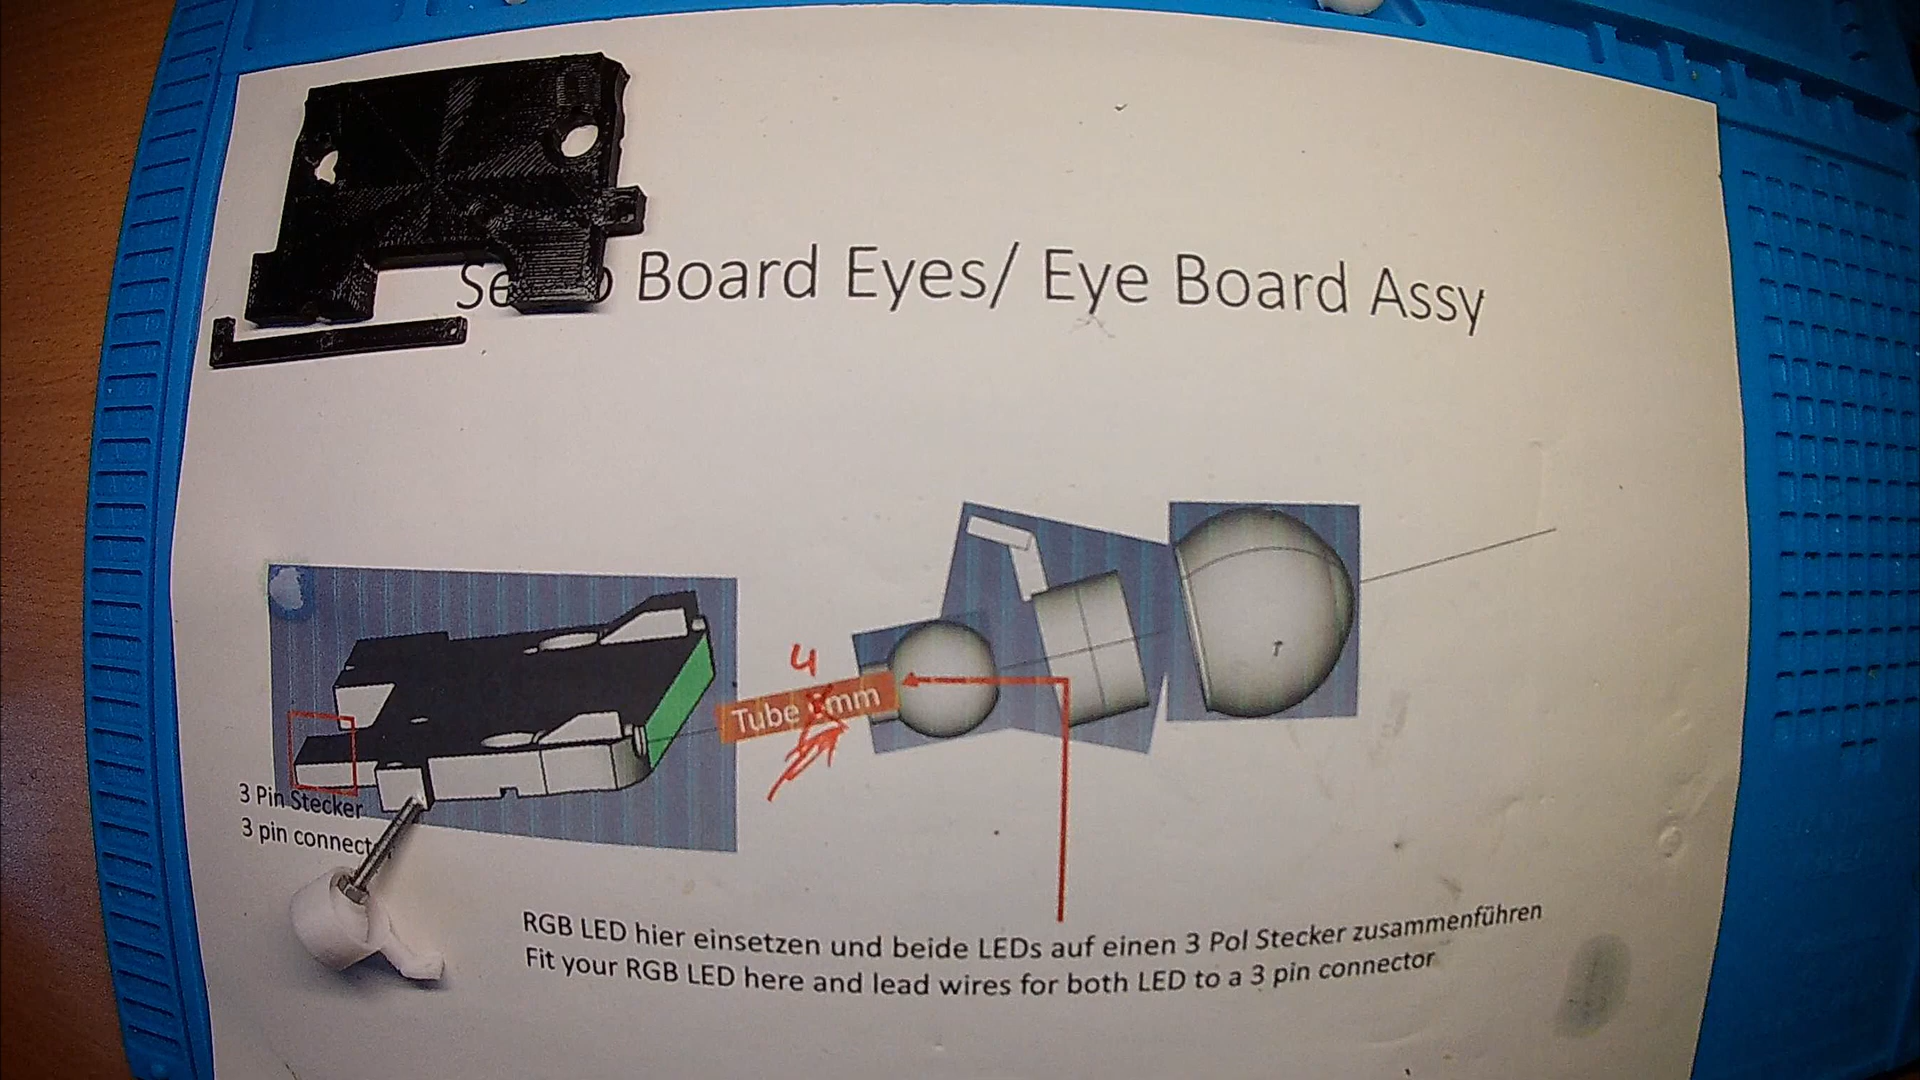 Board Eyes/ Eye Board Assy
4
Tube mm
3 Pin Stecker
3 pin
RGB LED hier einsetzen und beide LEDs auf einen 3 Pol Stecker zusammenführen
Fit your RGB LED here and lead wires for both LED to a 3 pin connector